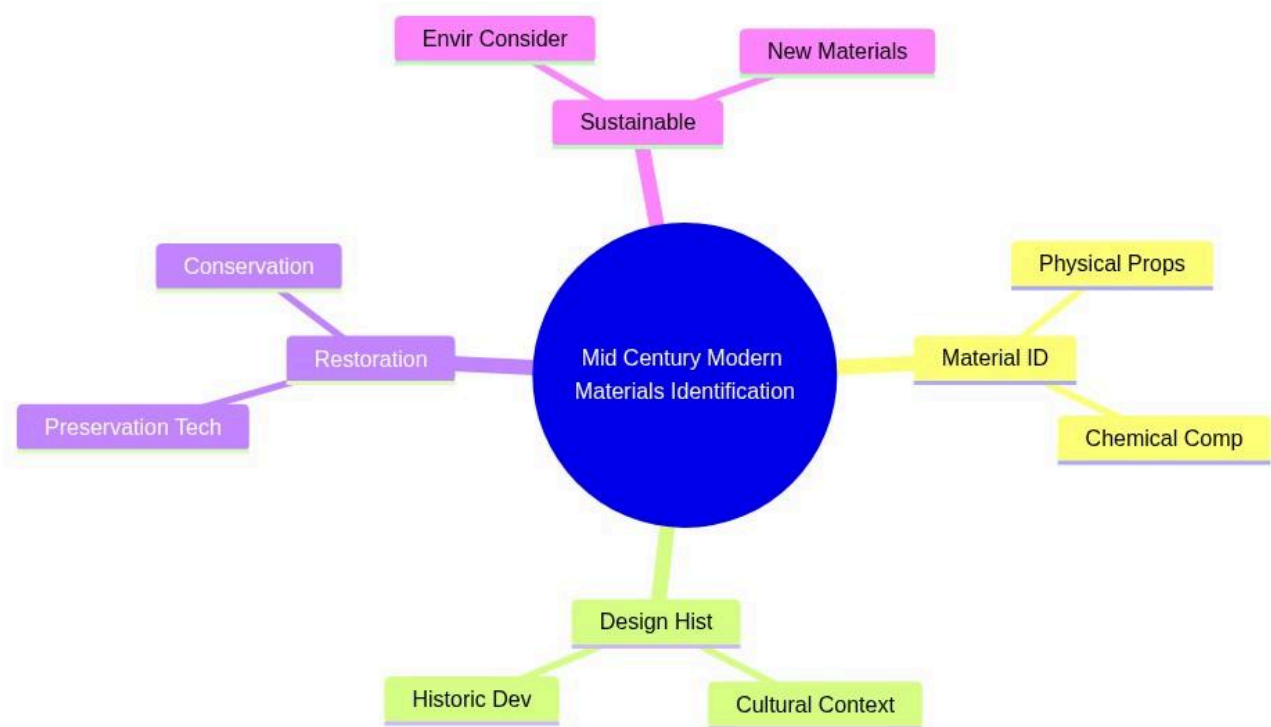 Envir Consider
New Materials
Sustainable
Conservation
Restoration
Preservation Tech
Mid Century Modern
Materials Identification
Physical Props
Material ID
Chemical Comp
Design Hist
Historic Dev
Cultural Context